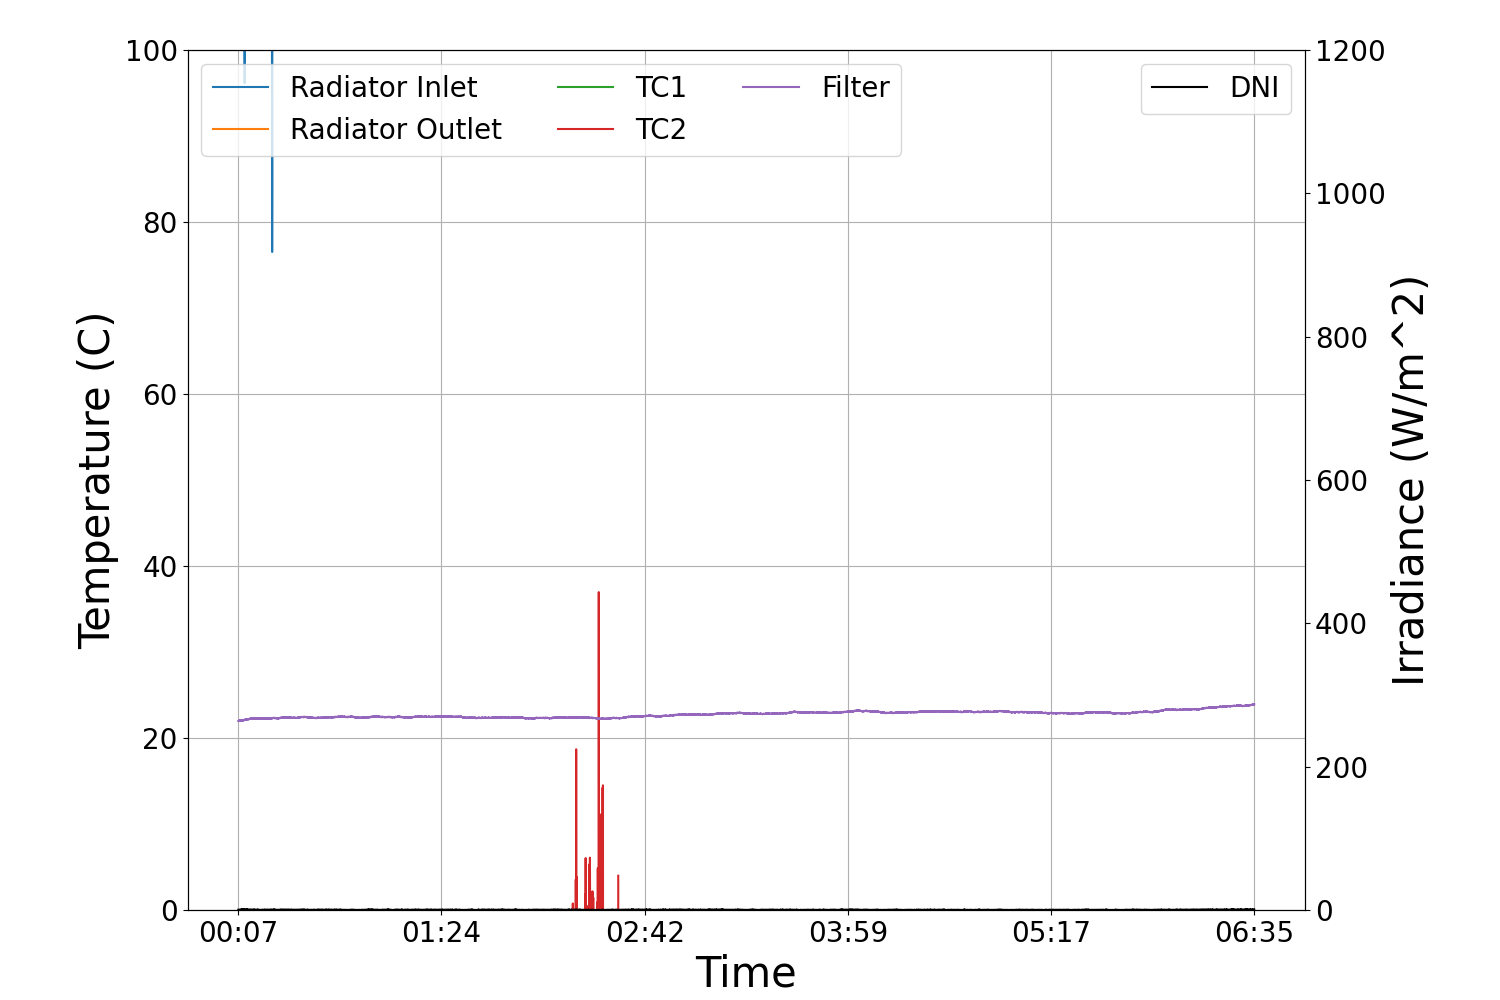 Radiator Inlet
Radiator Outlet
TC1
TC2
Filter
DNI
100
80
60
40
20
0
Temperature (C)
1200
1000
800
600
400
200
0
Irradiance (W/m^2)
00:07 01:24 02:42 03:59 05:17 06:35
Time